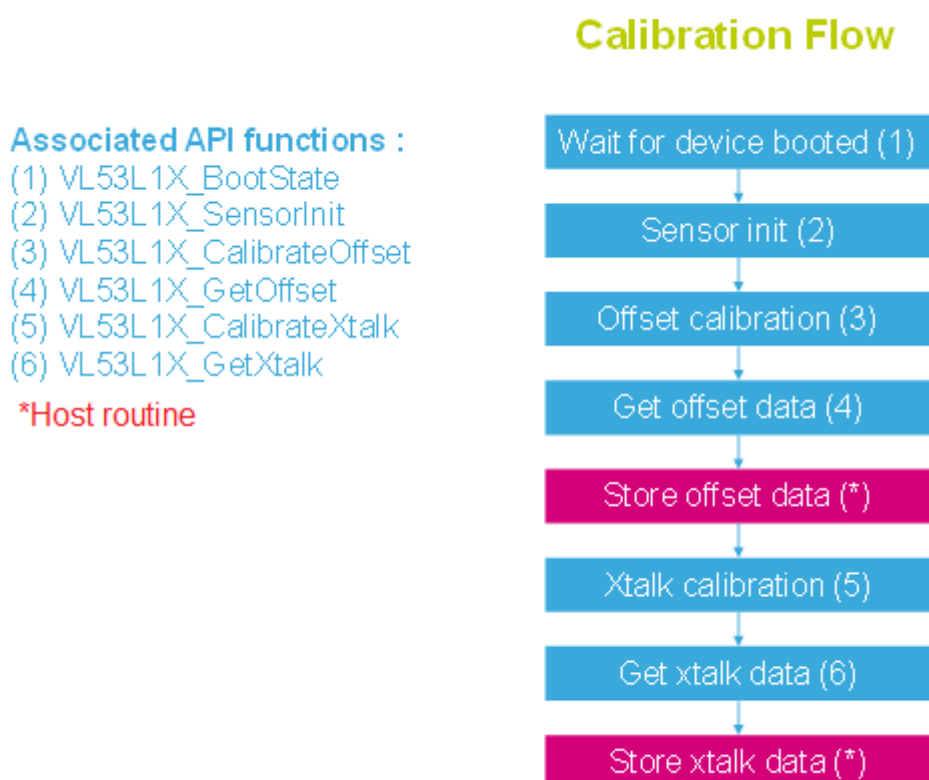 Calibration Flow
Associated API functions :
(1) VL53L1X_BootState
(2) VL53L1X_SensorInit
(3) VL53L1X_CalibrateOffset
(4) VL53L1X_GetOffset
(5) VL53L1X_CalibrateXtalk
(6) VL53L1X_GetXtalk
*Host routine
Wait for device booted (1)
Sensor init (2)
Offset calibration (3)
Get offset data (4)
Store offset data (*)
Xtalk calibration (5)
Get xtalk data (6)
Store xtalk data (*)